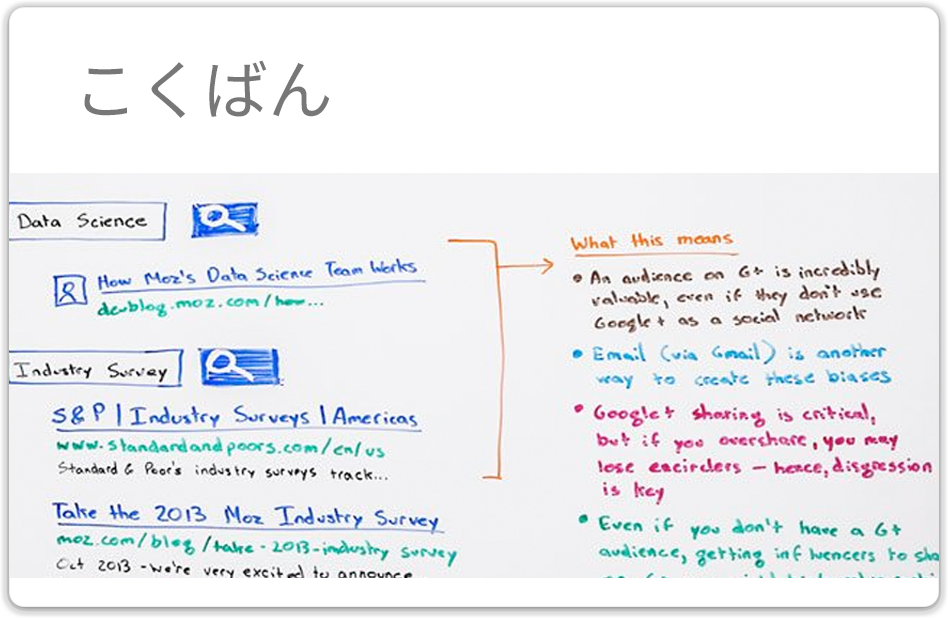 こくばん
Data Science
How Moz's Data Science Team Works
devblog.moz.com/how...
Industry Survey
S&P | Industry Surveys | Americas
www.standardandpoors.com/en/us
Standard & Poor's industry surveys track...
Take the 2013 Moz Industry Survey
moz.com/blog/take-2013-industry survey
Oct 2013 - we're very excited to announce
What this means
• An audience on G+ is incredibly
valuable, even if they don't use
Google+ as a social network
• Email (via Gmail) is another
way to create these biases
• Google+ sharing is critical,
but if you overshare, you may
lose encirclers – hence, disgression
is key
• Even if you don't have a G+
audience, getting influencers to sha